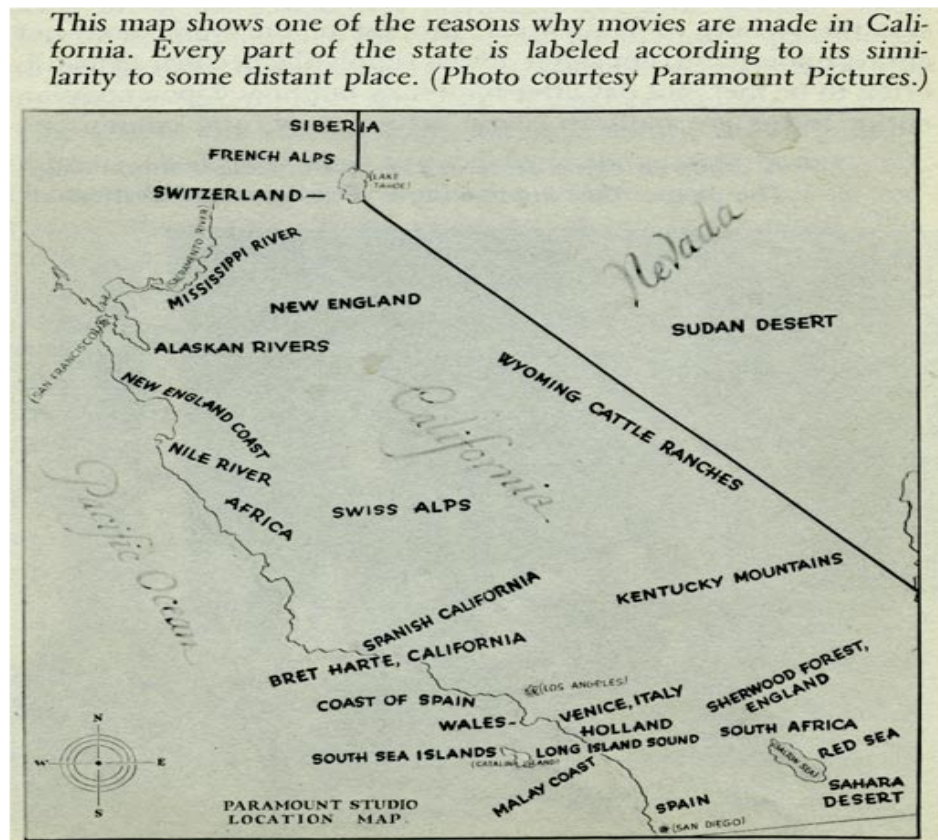 This map shows one of the reasons why movies are made in Cali-
fornia. Every part of the state is labeled according to its simi-
larity to some distant place. (Photo courtesy Paramount Pictures.)
SIBERIA
FRENCH ALPS
(LAKE
TAHOE)
SWITZERLAND
(SACRAMENTO RIVER)
MISSISSIPPI RIVER
Nevada
NEW ENGLAND
SUDAN DESERT
(SAN FRANCISCO)
ALASKAN RIVERS
WYOMING CATTLE RANCHES
NEW ENGLAND COAST
California
NILE RIVER
Pacific Ocean
AFRICA
SWISS ALPS
KENTUCKY MOUNTAINS
SPANISH CALIFORNIA
BRET HARTE, CALIFORNIA
SHERWOOD FOREST,
ENGLAND
(LOS ANGELES)
COAST OF SPAIN
VENICE, ITALY
WALES
HOLLAND
SOUTH AFRICA
SOUTH SEA ISLANDS
(CATALINA ISLAND)
LONG ISLAND SOUND
RED SEA
(SALTON SEA)
MALAY COAST
SAHARA
DESERT
SPAIN
(SAN DIEGO)
N
W
E
S
PARAMOUNT STUDIO
LOCATION MAP